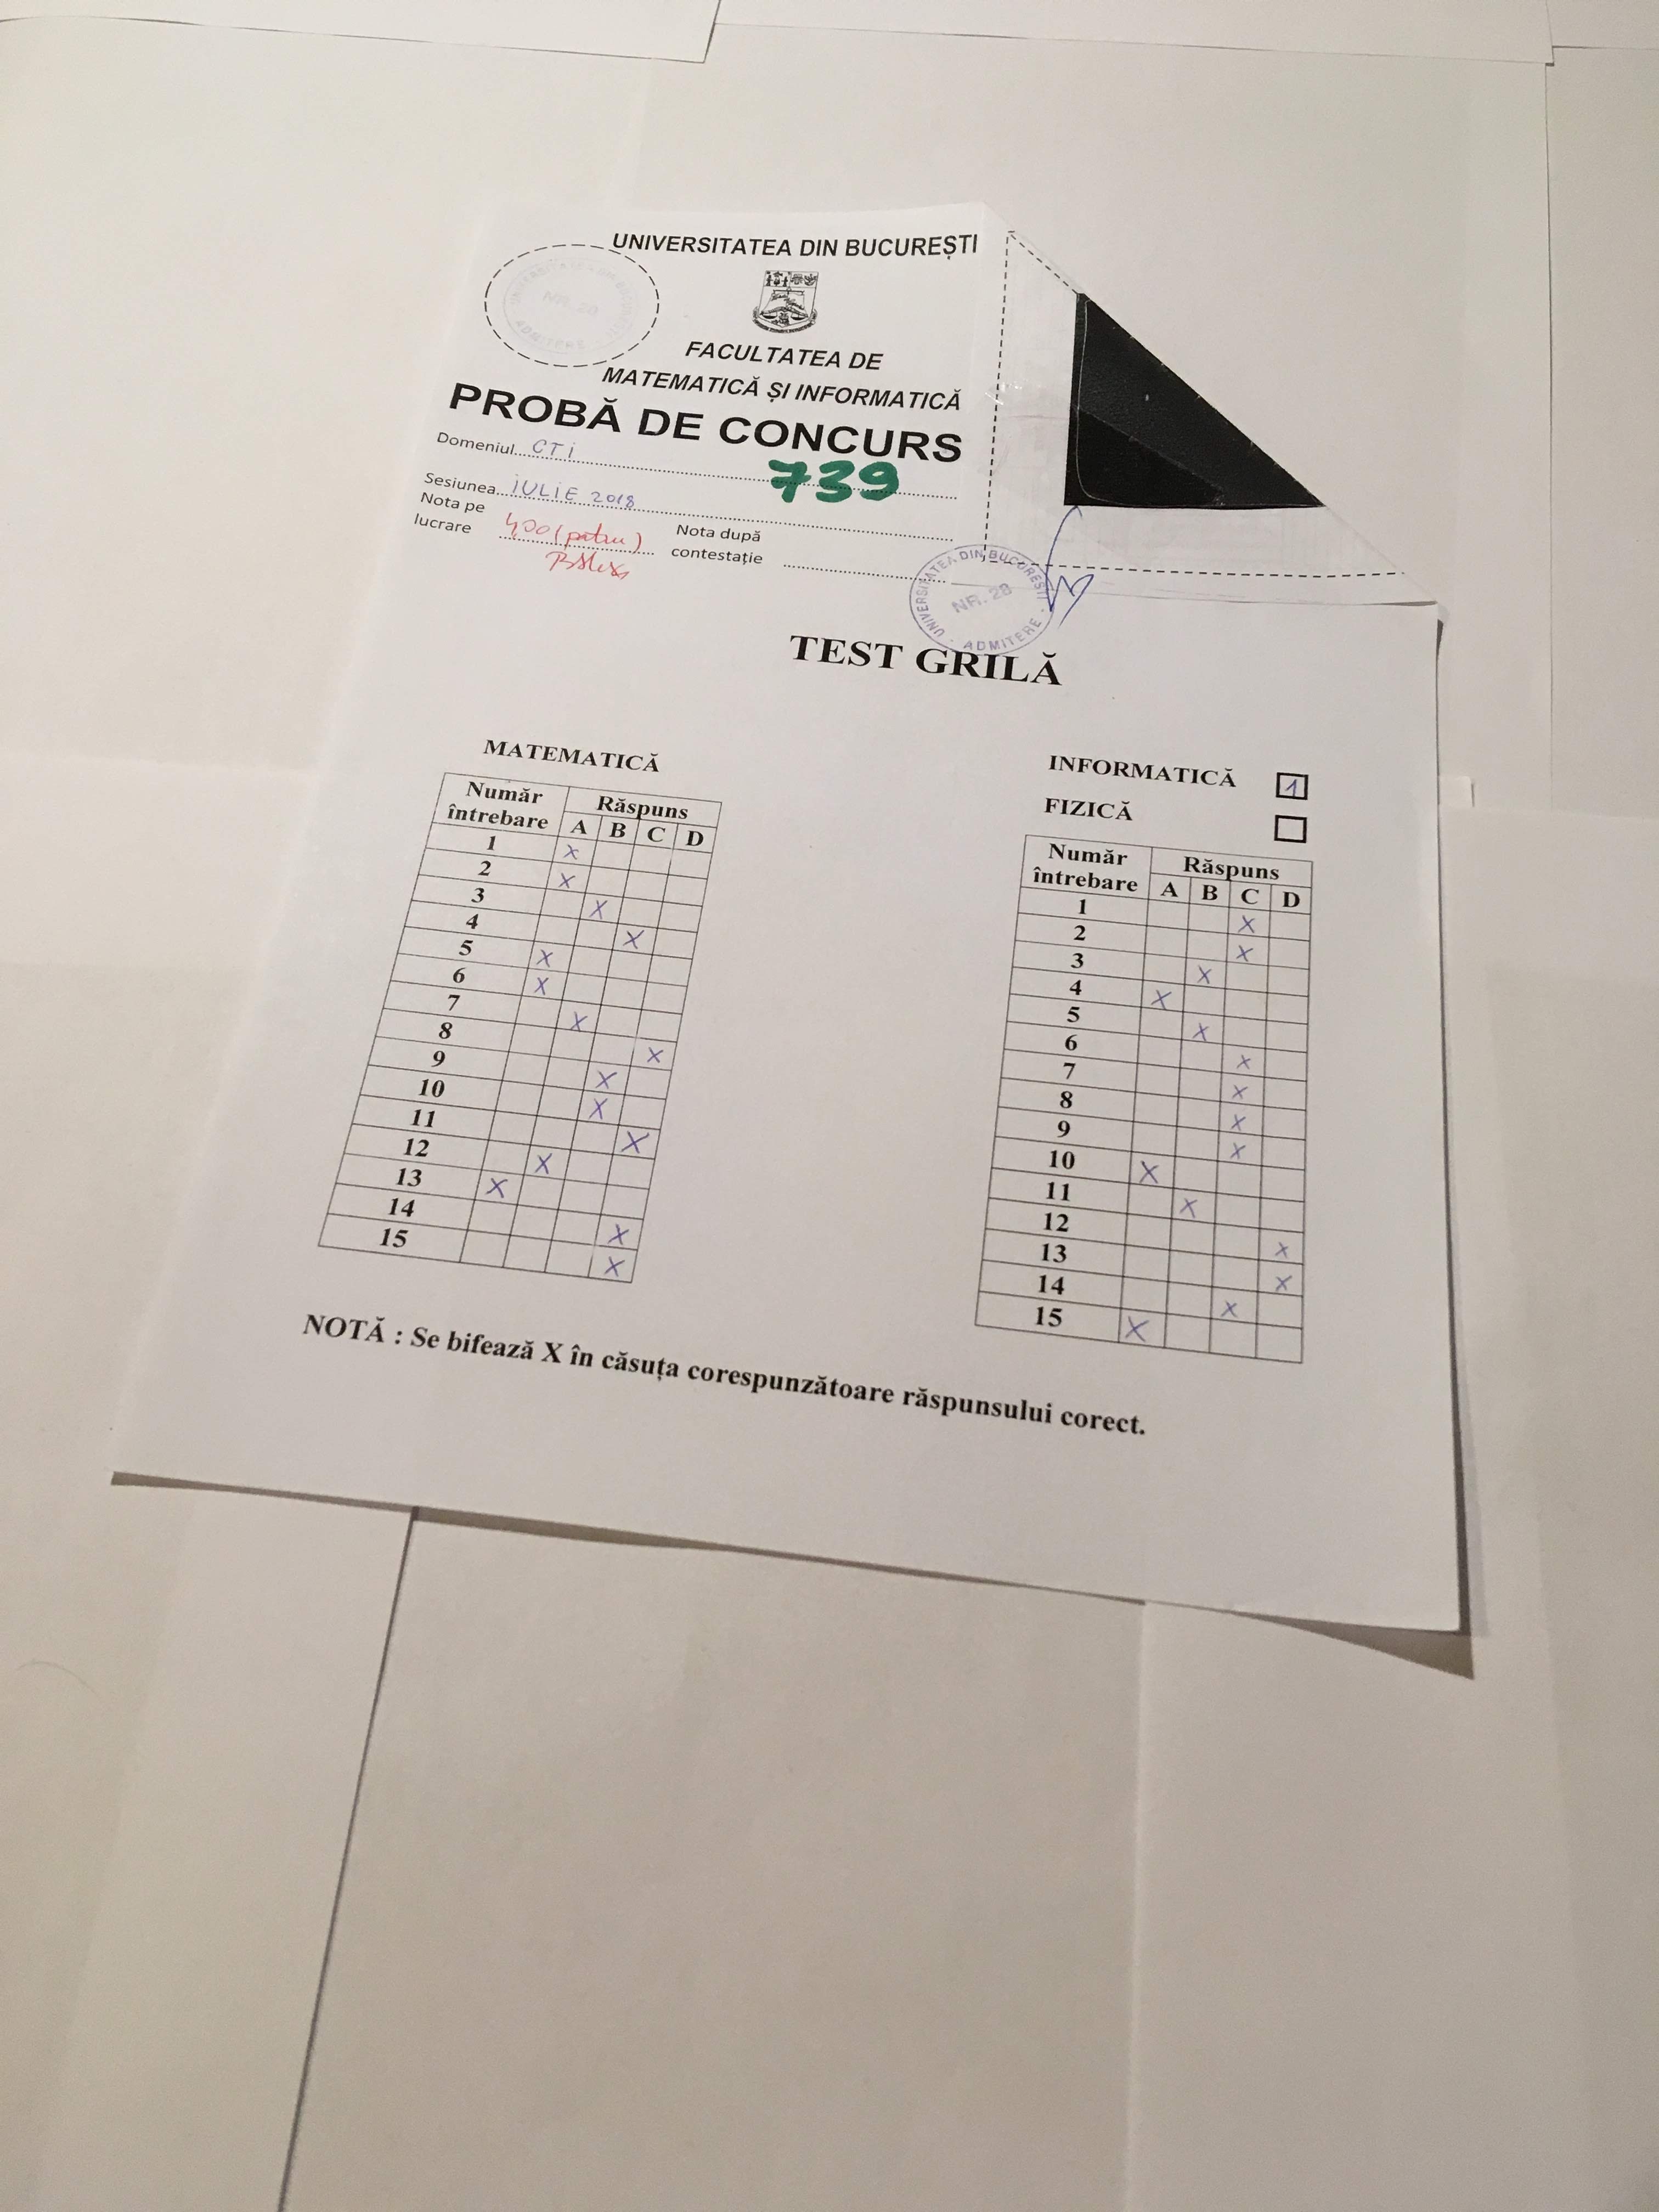 UNIVERSITATEA DIN BUCUREȘTI
FACULTATEA DE
MATEMATICĂ ȘI INFORMATICĂ
NR. 28
ADMITERE
PROBĂ DE CONCURS
Domeniul CTi
739
Sesiunea iULiE 2018
Nota pe lucrare 4,00 (patru)
Nota după contestație
UNIVERSITATEA DIN BUCUREȘTI
NR. 28
ADMITERE
TEST GRILĂ
MATEMATICĂ
Număr întrebare Răspuns
A B C D
1 X
2 X
3 X
4 X
5 X
6 X
7 X
8 X
9 X
10 X
11 X
12 X
13 X
14 X
15 X
INFORMATICĂ 1
FIZICĂ
Număr întrebare Răspuns
A B C D
1 X
2 X
3 X
4 X
5 X
6 X
7 X
8 X
9 X
10 X
11 X
12 X
13 X
14 X
15 X
NOTĂ : Se bifează X în căsuța corespunzătoare răspunsului corect.